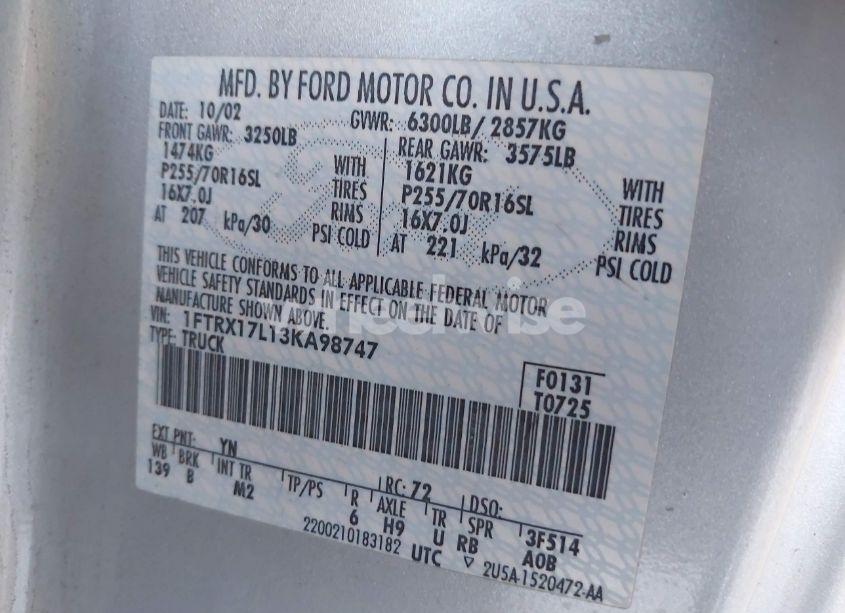 MFD. BY FORD MOTOR CO. IN U.S.A.
DATE: 10/02 GVWR: 6300LB/ 2857KG
FRONT GAWR: 3250LB REAR GAWR: 3575LB
1474KG WITH 1621KG WITH
P255/70R16SL TIRES P255/70R16SL TIRES
16X7.0J RIMS 16X7.0J RIMS
AT 207 kPa/30 PSI COLD AT 221 kPa/32 PSI COLD
THIS VEHICLE CONFORMS TO ALL APPLICABLE FEDERAL MOTOR
VEHICLE SAFETY STANDARDS IN EFFECT ON THE DATE OF
MANUFACTURE SHOWN ABOVE.
VIN: 1FTRX17L13KA98747
TYPE: TRUCK
F0131
T0725
EXT PNT: YN RC: 72 DSO:
WB BRK INT TR TP/PS R AXLE TR SPR 3F514
139 B M2 6 H9 U RB A0B
2200210183182 UTC ▽ 2U5A-1520472-AA